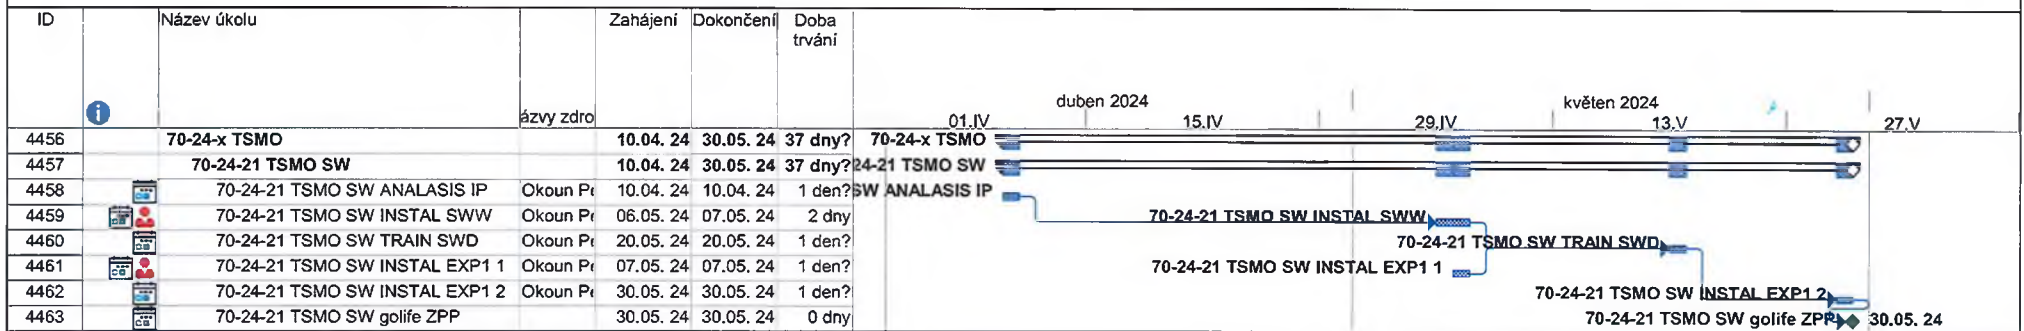 ID Název úkolu Zahájení Dokončení Doba trvání
ázvy zdro
duben 2024 květen 2024
01.IV 15.IV 29.IV 13.V 27.V
4456 70-24-x TSMO 10.04. 24 30.05. 24 37 dny? 70-24-x TSMO
4457 70-24-21 TSMO SW 10.04. 24 30.05. 24 37 dny? 24-21 TSMO SW
4458 70-24-21 TSMO SW ANALASIS IP Okoun Pe 10.04. 24 10.04. 24 1 den? SW ANALASIS IP
4459 70-24-21 TSMO SW INSTAL SWW Okoun Pe 06.05. 24 07.05. 24 2 dny 70-24-21 TSMO SW INSTAL SWW
4460 70-24-21 TSMO SW TRAIN SWD Okoun Pe 20.05. 24 20.05. 24 1 den? 70-24-21 TSMO SW TRAIN SWD
4461 70-24-21 TSMO SW INSTAL EXP1 1 Okoun Pe 07.05. 24 07.05. 24 1 den? 70-24-21 TSMO SW INSTAL EXP1 1
4462 70-24-21 TSMO SW INSTAL EXP1 2 Okoun Pe 30.05. 24 30.05. 24 1 den? 70-24-21 TSMO SW INSTAL EXP1 2
4463 70-24-21 TSMO SW golife ZPP 30.05. 24 30.05. 24 0 dny 70-24-21 TSMO SW golife ZPP 30.05. 24